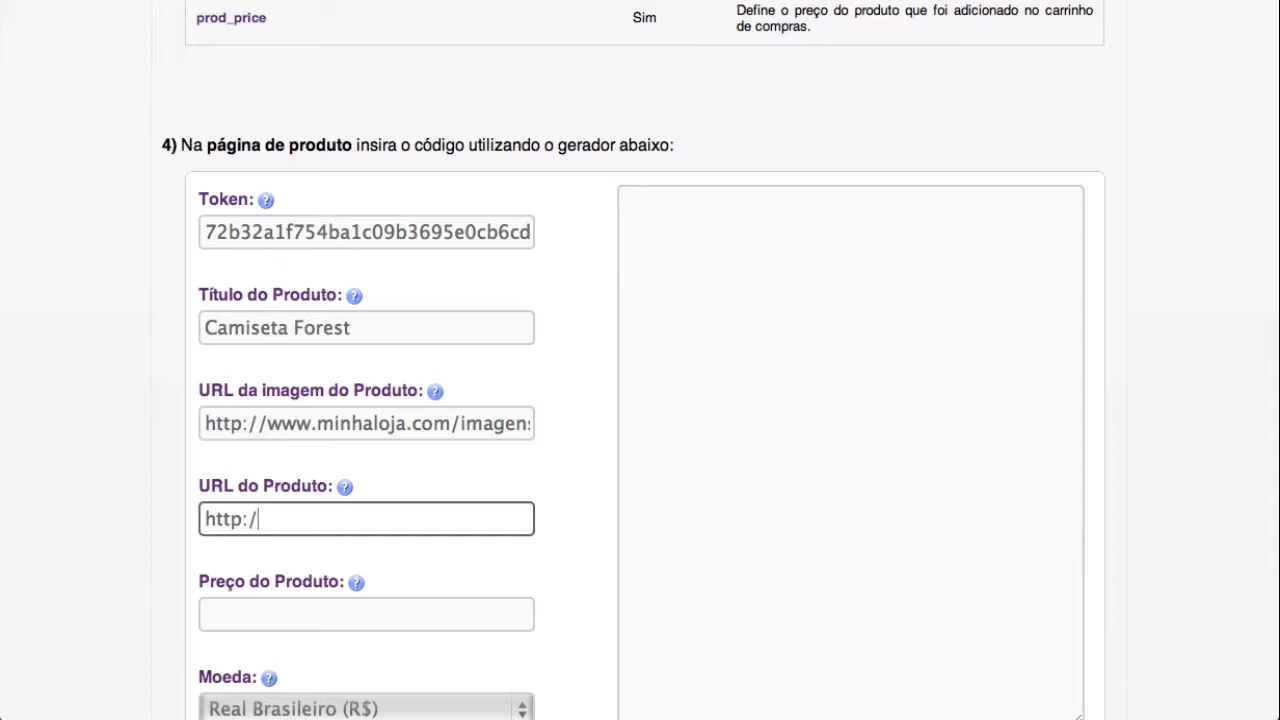 prod_price
Sim
Define o preço do produto que foi adicionado no carrinho
de compras.
4) Na página de produto insira o código utilizando o gerador abaixo:
Token: ?
72b32a1f754ba1c09b3695e0cb6cd
Título do Produto: ?
Camiseta Forest
URL da imagem do Produto: ?
http://www.minhaloja.com/imagens
URL do Produto: ?
http:/
Preço do Produto: ?
Moeda: ?
Real Brasileiro (R$)